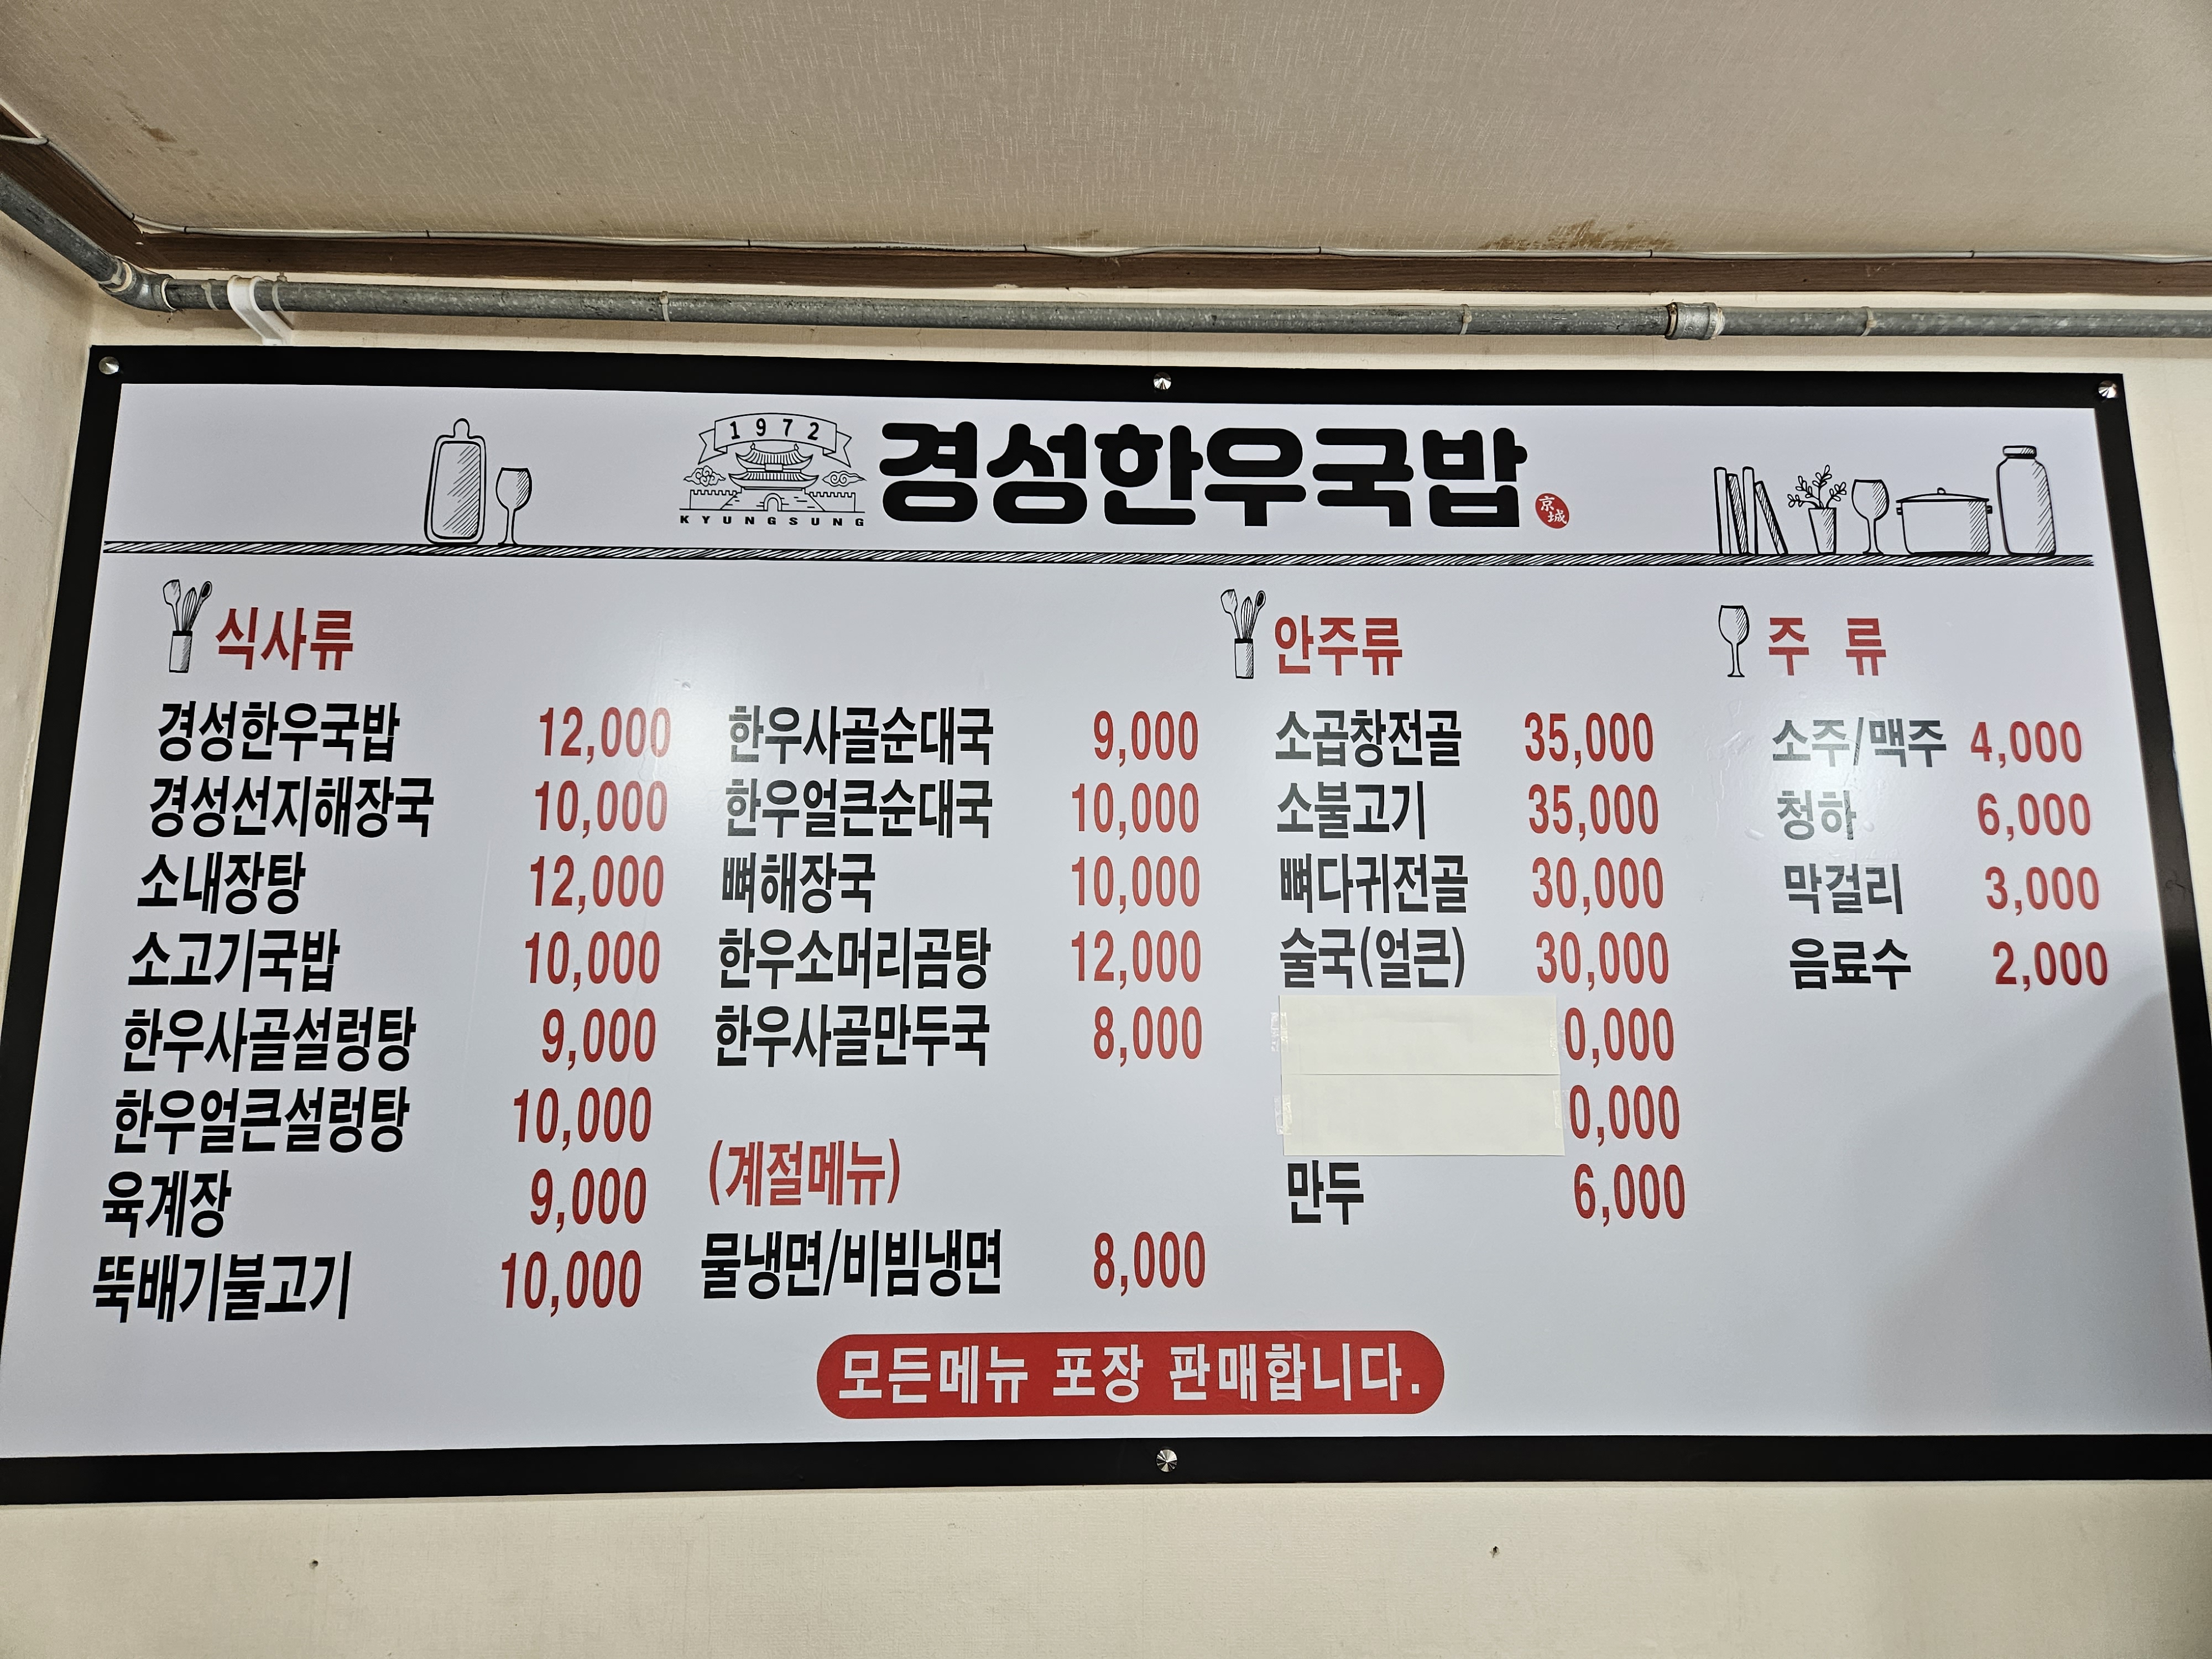 1972
KYUNGSUNG
경성한우국밥
京城
식사류
경성한우국밥 12,000
경성선지해장국 10,000
소내장탕 12,000
소고기국밥 10,000
한우사골설렁탕 9,000
한우얼큰설렁탕 10,000
육계장 9,000
뚝배기불고기 10,000
한우사골순대국 9,000
한우얼큰순대국 10,000
뼈해장국 10,000
한우소머리곰탕 12,000
한우사골만두국 8,000
(계절메뉴)
물냉면/비빔냉면 8,000
안주류
소곱창전골 35,000
소불고기 35,000
뼈다귀전골 30,000
술국(얼큰) 30,000
0,000
0,000
만두 6,000
주 류
소주/맥주 4,000
청하 6,000
막걸리 3,000
음료수 2,000
모든메뉴 포장 판매합니다.